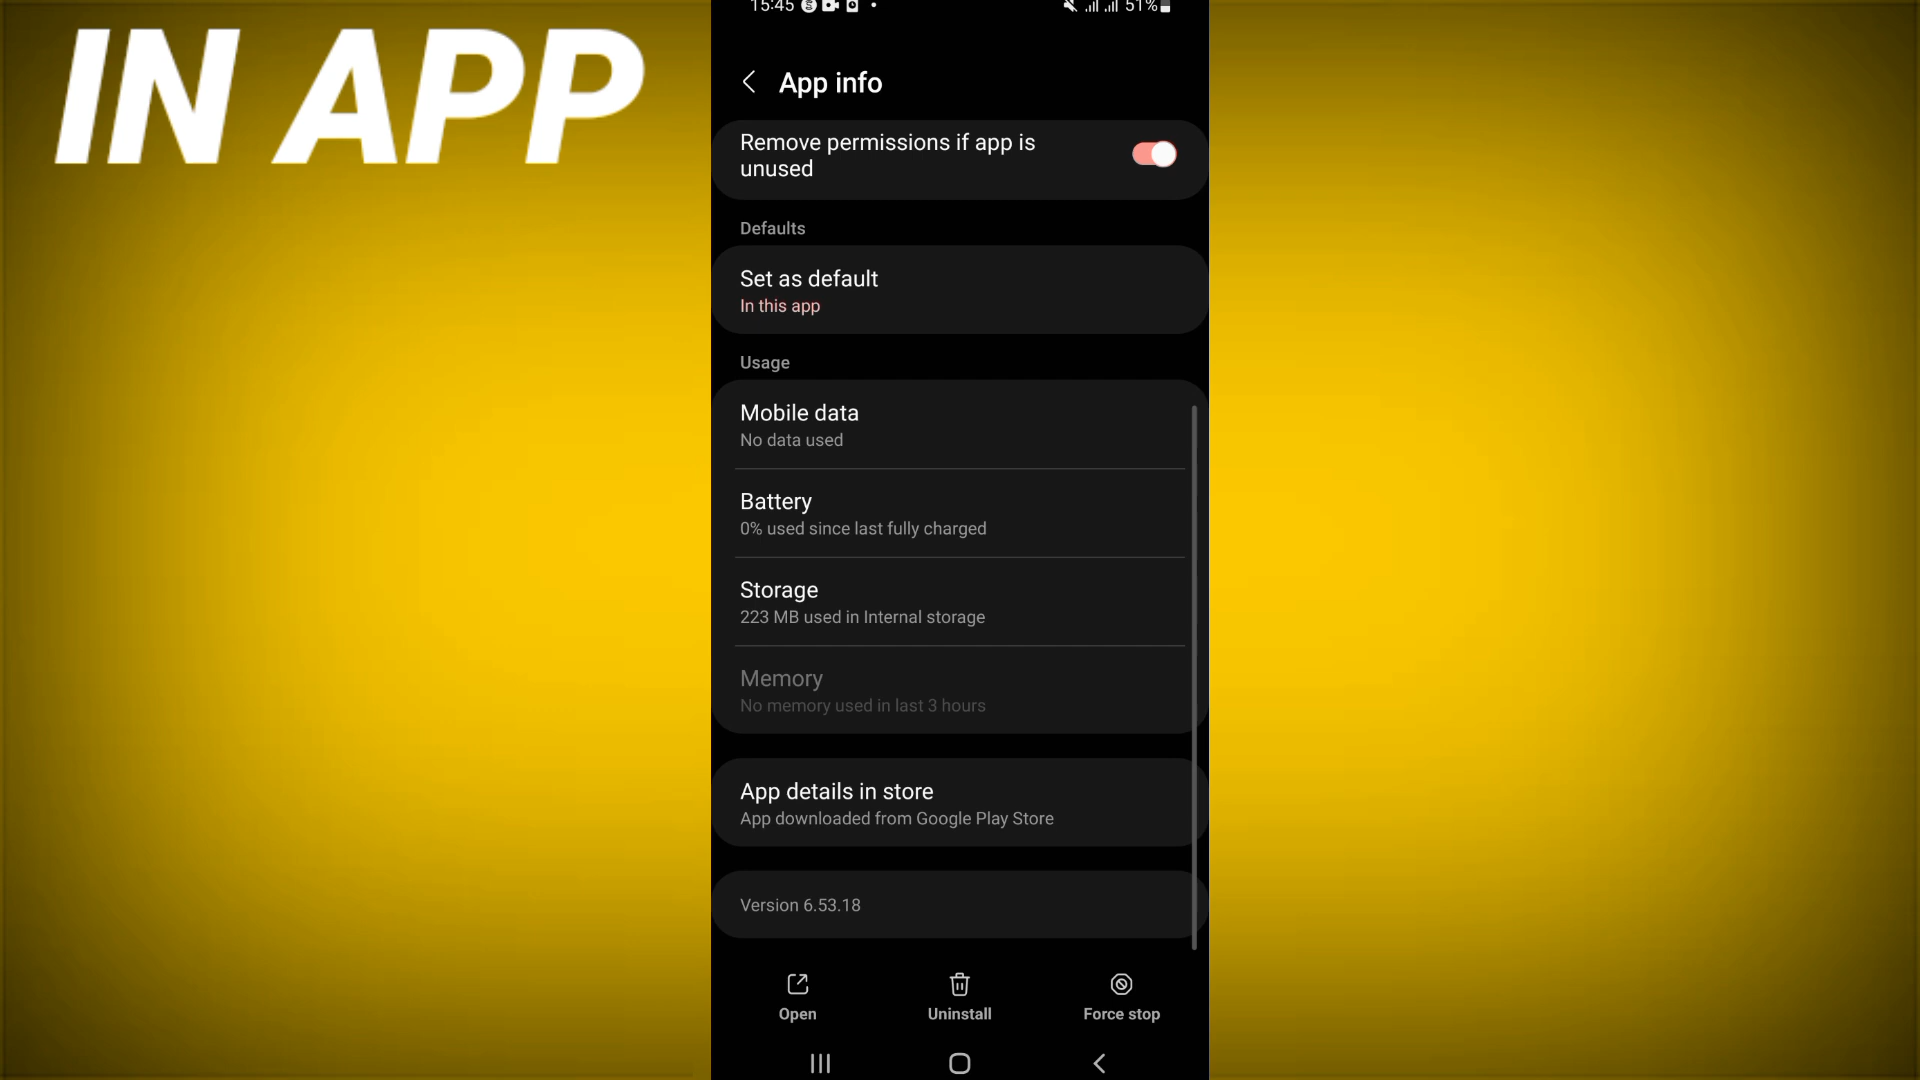 IN APP
15:45
51%
App info
Remove permissions if app is
unused
Defaults
Set as default
In this app
Usage
Mobile data
No data used
Battery
0% used since last fully charged
Storage
223 MB used in Internal storage
Memory
No memory used in last 3 hours
App details in store
App downloaded from Google Play Store
Version 6.53.18
Open
Uninstall
Force stop